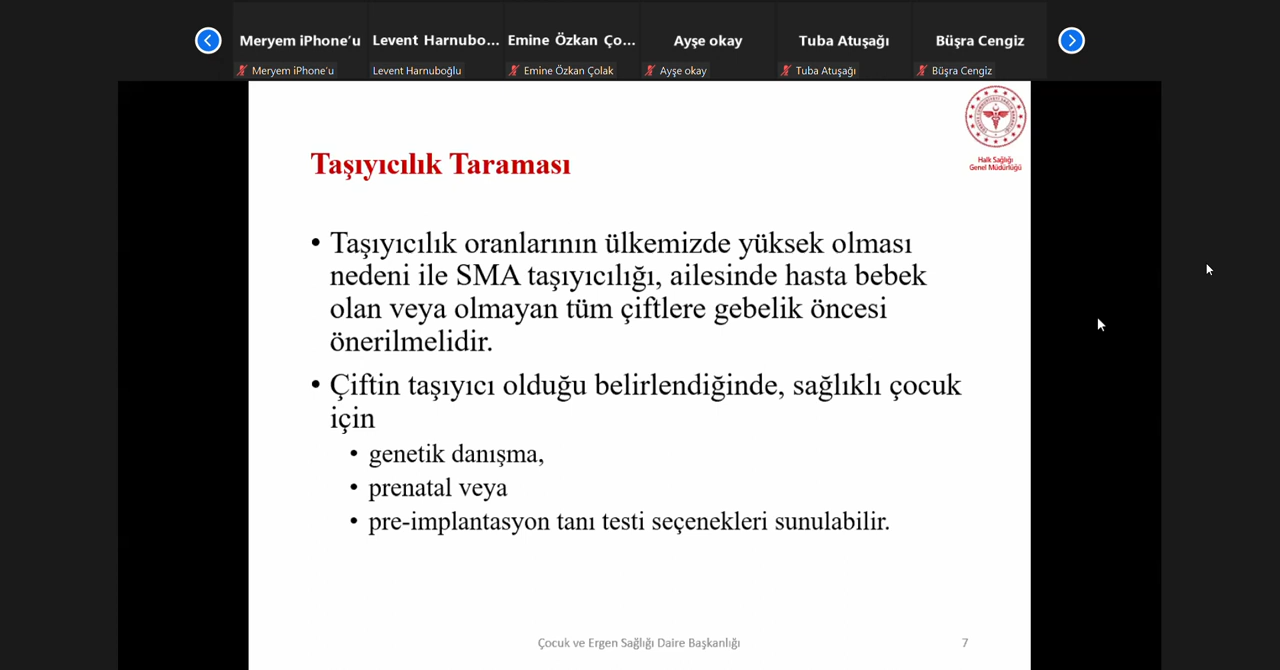 Meryem iPhone'u
Levent Harnubo...
Emine Özkan Ço...
Ayşe okay
Tuba Atuşağı
Büşra Cengiz
Meryem iPhone'u
Levent Harnuboğlu
Emine Özkan Çolak
Ayşe okay
Tuba Atuşağı
Büşra Cengiz
Halk Sağlığı
Genel Müdürlüğü
Taşıyıcılık Taraması
• Taşıyıcılık oranlarının ülkemizde yüksek olması
nedeni ile SMA taşıyıcılığı, ailesinde hasta bebek
olan veya olmayan tüm çiftlere gebelik öncesi
önerilmelidir.
• Çiftin taşıyıcı olduğu belirlendiğinde, sağlıklı çocuk
için
• genetik danışma,
• prenatal veya
• pre-implantasyon tanı testi seçenekleri sunulabilir.
Çocuk ve Ergen Sağlığı Daire Başkanlığı
7